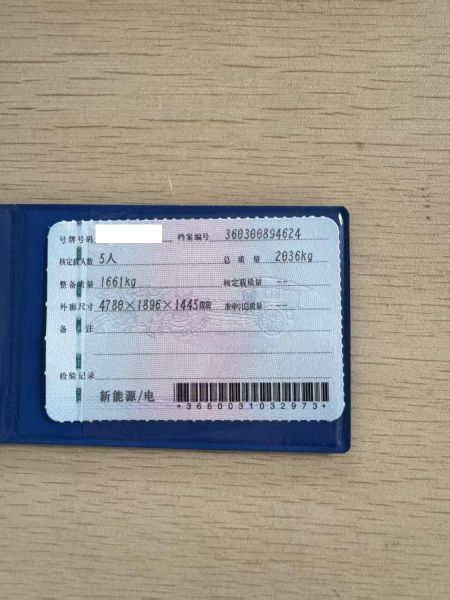 号牌号码 档案编号 360300894624
核定载人数 5人 总质量 2036kg
整备质量 1661kg 核定载质量 --
外廓尺寸 4780×1896×1445mm 准牵引总质量 --
备注
检验记录
新能源/电
*3660031032973*